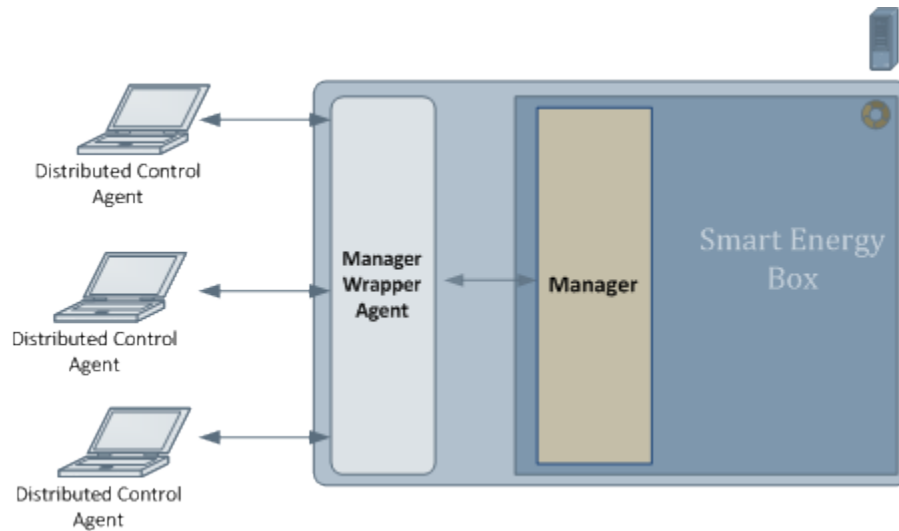 Distributed Control
Agent
Distributed Control
Agent
Distributed Control
Agent
Manager
Wrapper
Agent
Manager
Smart Energy
Box